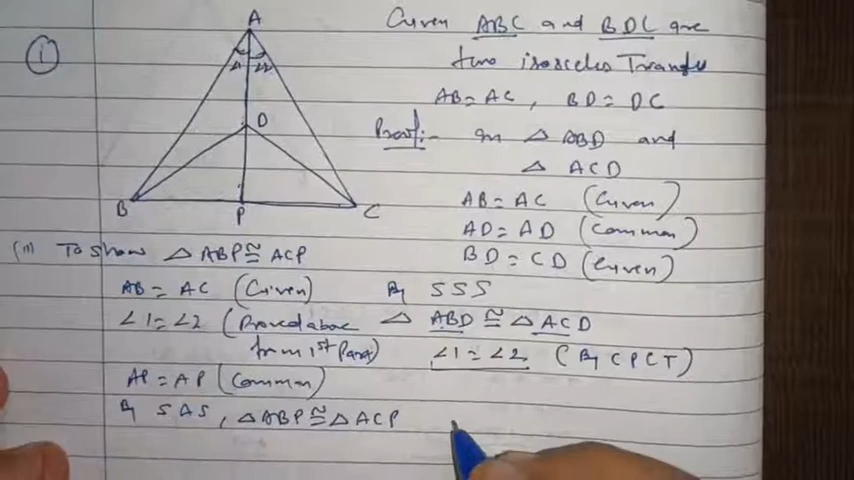 1
A
∠1 ∠2
D
B
P
C
Given ABC and BDC are
two isosceles Triangle
AB = AC , BD = DC
Proof :- In △ ABD and
△ ACD
AB = AC (Given)
AD = AD (Common)
BD = CD (Given)
By SSS
△ ABD ≅ △ ACD
∠1 = ∠2 (By CPCT)
(ii) To show △ ABP ≅ ACP
AB = AC (Given)
∠1 = ∠2 (Proved above
from 1st Part)
AP = AP (Common)
By SAS, △ABP ≅ △ ACP